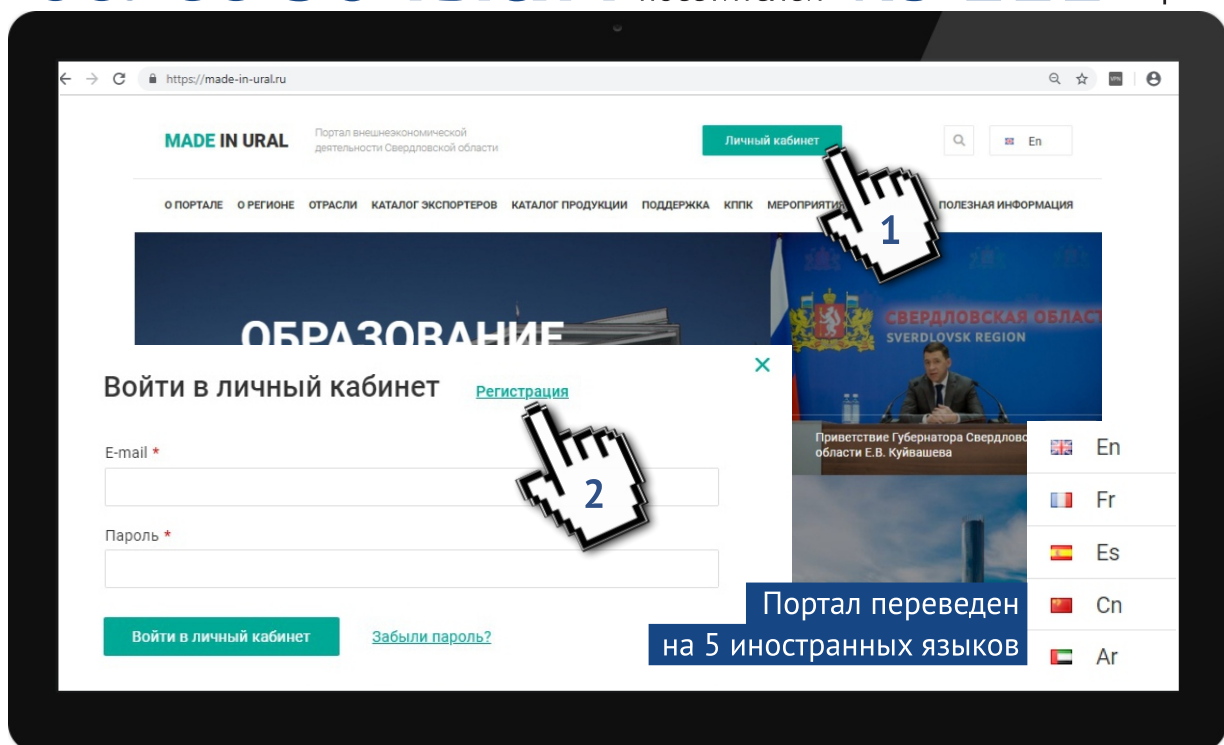 https://made-in-ural.ru
MADE IN URAL
Портал внешнеэкономической
деятельности Свердловской области
Личный кабинет
En
О ПОРТАЛЕ О РЕГИОНЕ ОТРАСЛИ КАТАЛОГ ЭКСПОРТЕРОВ КАТАЛОГ ПРОДУКЦИИ ПОДДЕРЖКА КППК МЕРОПРИЯТИЯ ПОЛЕЗНАЯ ИНФОРМАЦИЯ
1
ОБРАЗОВАНИЕ
СВЕРДЛОВСКАЯ ОБЛАСТ
SVERDLOVSK REGION
Войти в личный кабинет Регистрация
2
E-mail *
Пароль *
Войти в личный кабинет Забыли пароль?
Приветствие Губернатора Свердловс
области Е.В. Куйвашева
Портал переведен
на 5 иностранных языков
En
Fr
Es
Cn
Ar